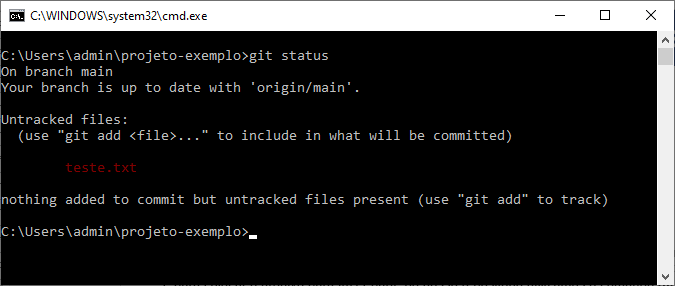 C:\WINDOWS\system32\cmd.exe
C:\Users\admin\projeto-exemplo>git status
On branch main
Your branch is up to date with 'origin/main'.
Untracked files:
(use "git add <file>..." to include in what will be committed)
teste.txt
nothing added to commit but untracked files present (use "git add" to track)
C:\Users\admin\projeto-exemplo>